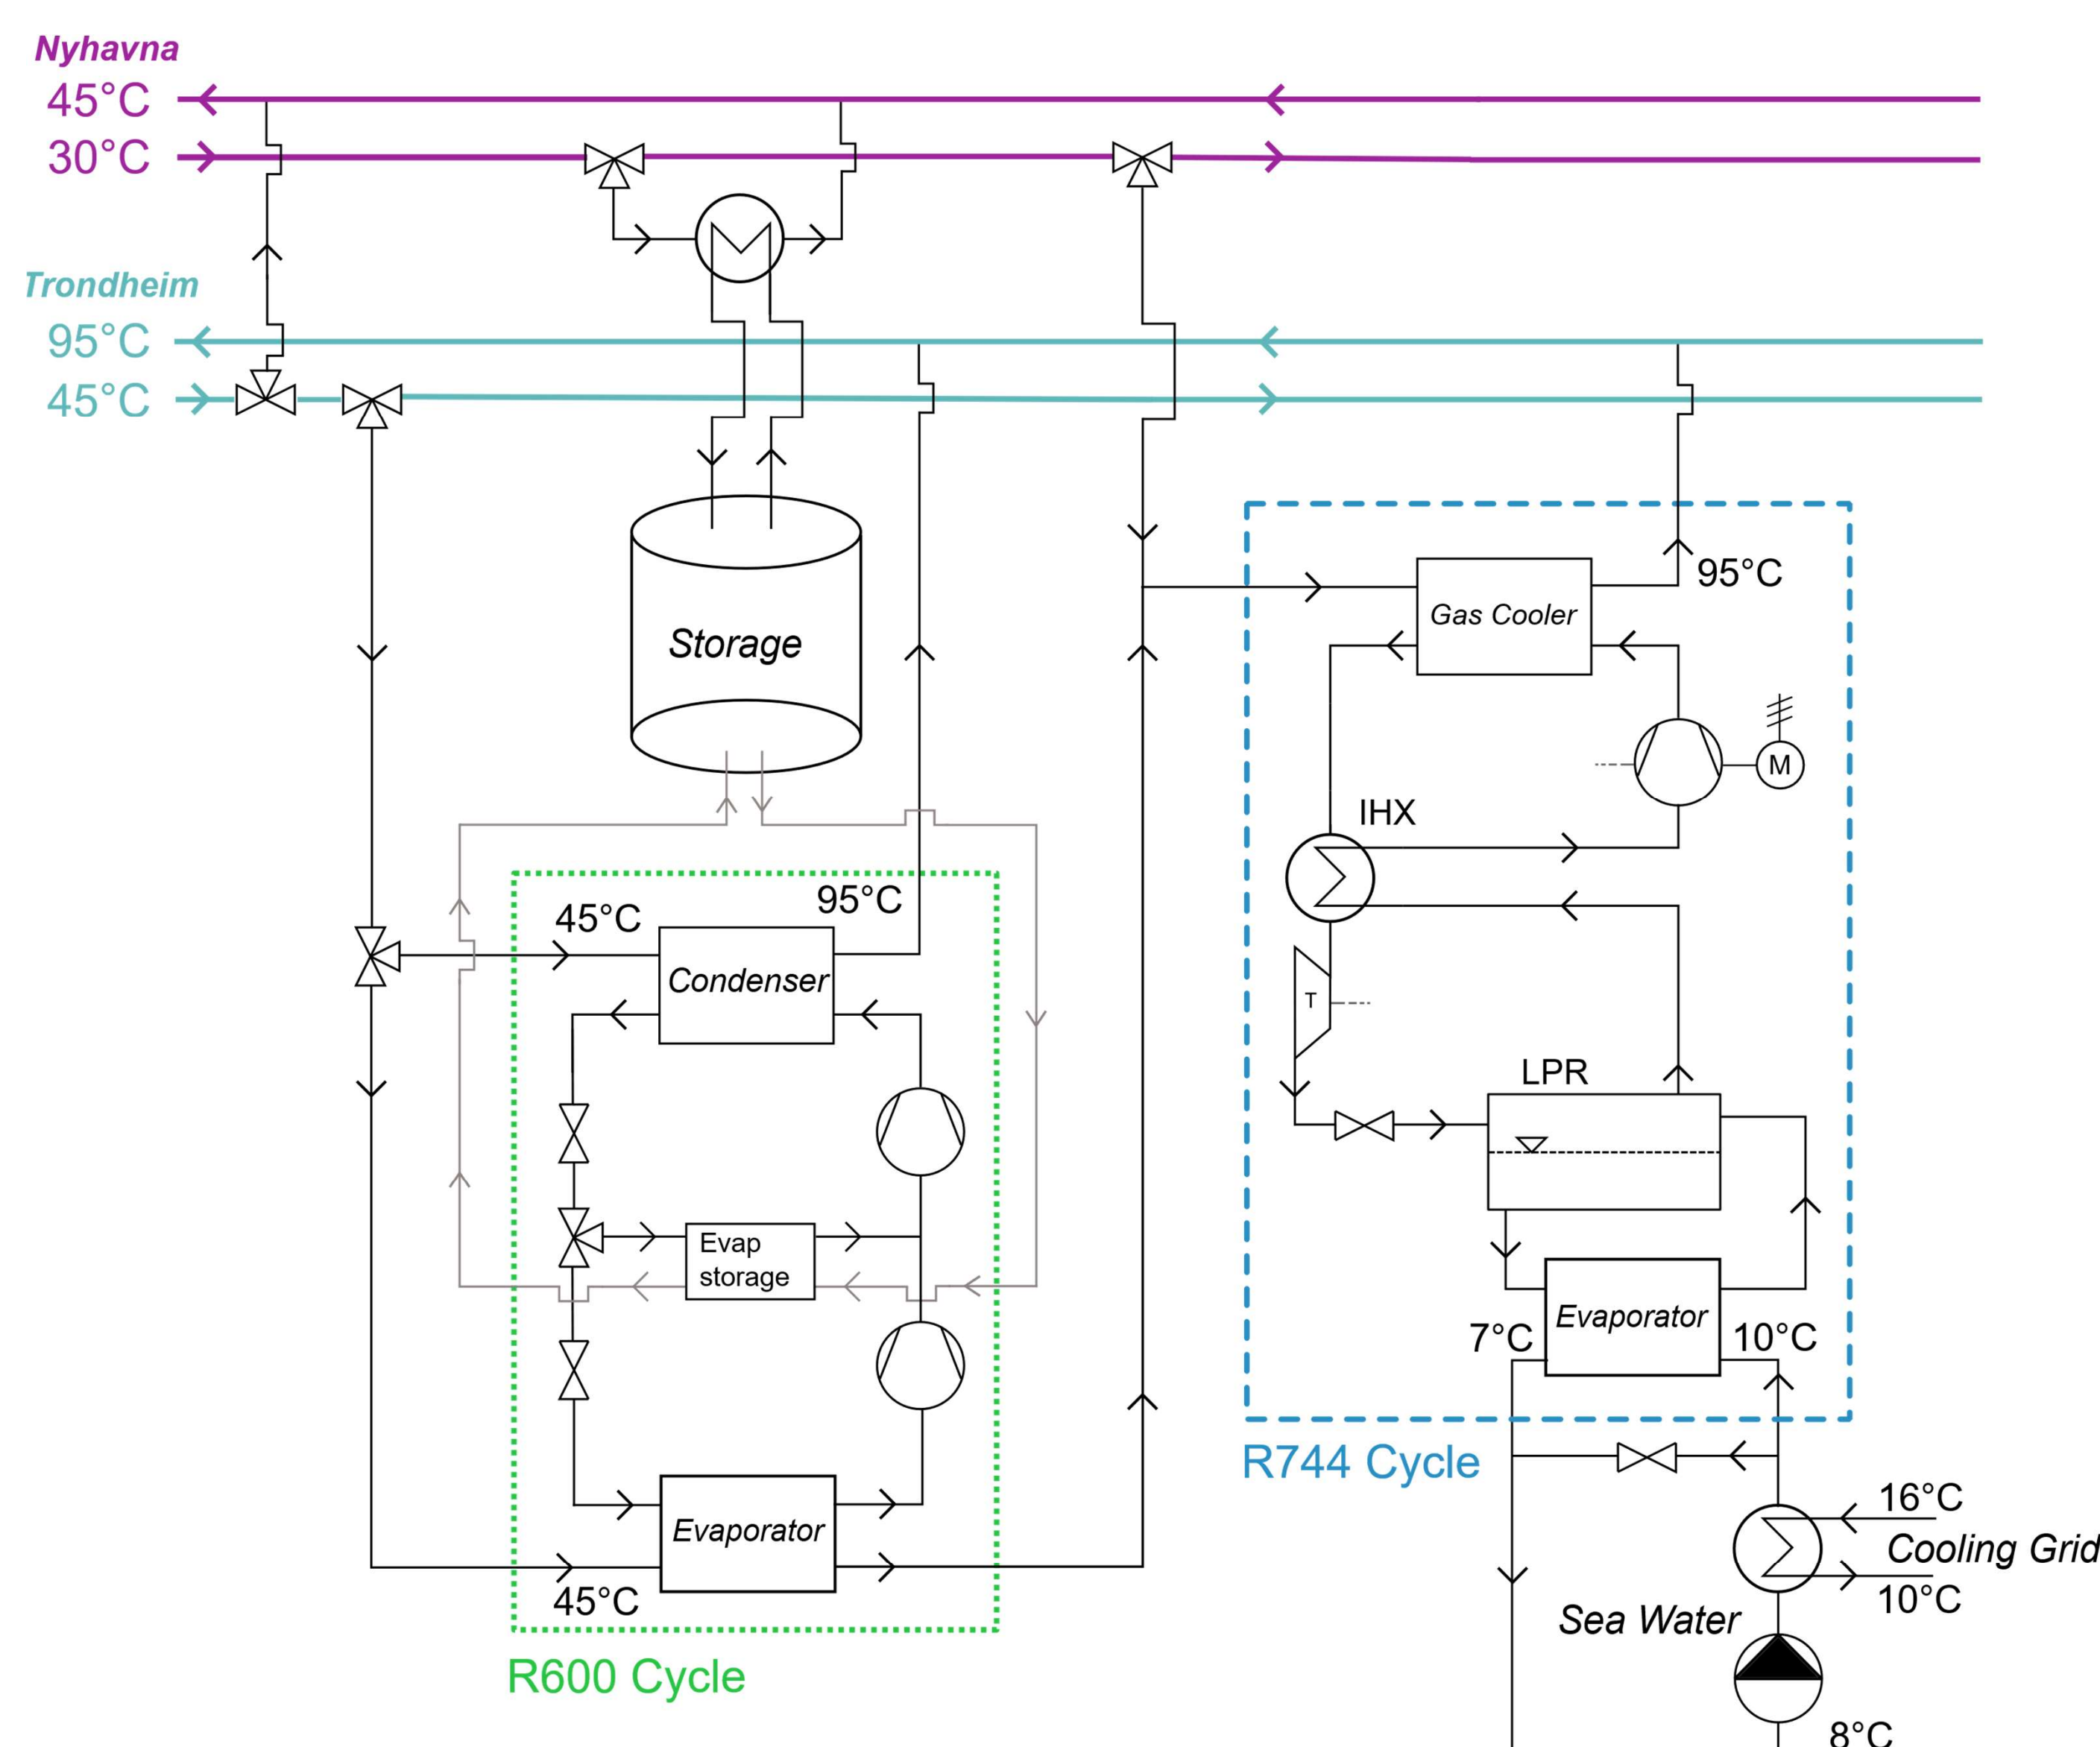 Nyhavna
45°C
30°C
Trondheim
95°C
45°C
Storage
Gas Cooler
95°C
M
IHX
45°C
95°C
Condenser
T
LPR
Evap
storage
Evaporator
7°C
10°C
R744 Cycle
Evaporator
45°C
16°C
Cooling Grid
10°C
Sea Water
R600 Cycle
8°C